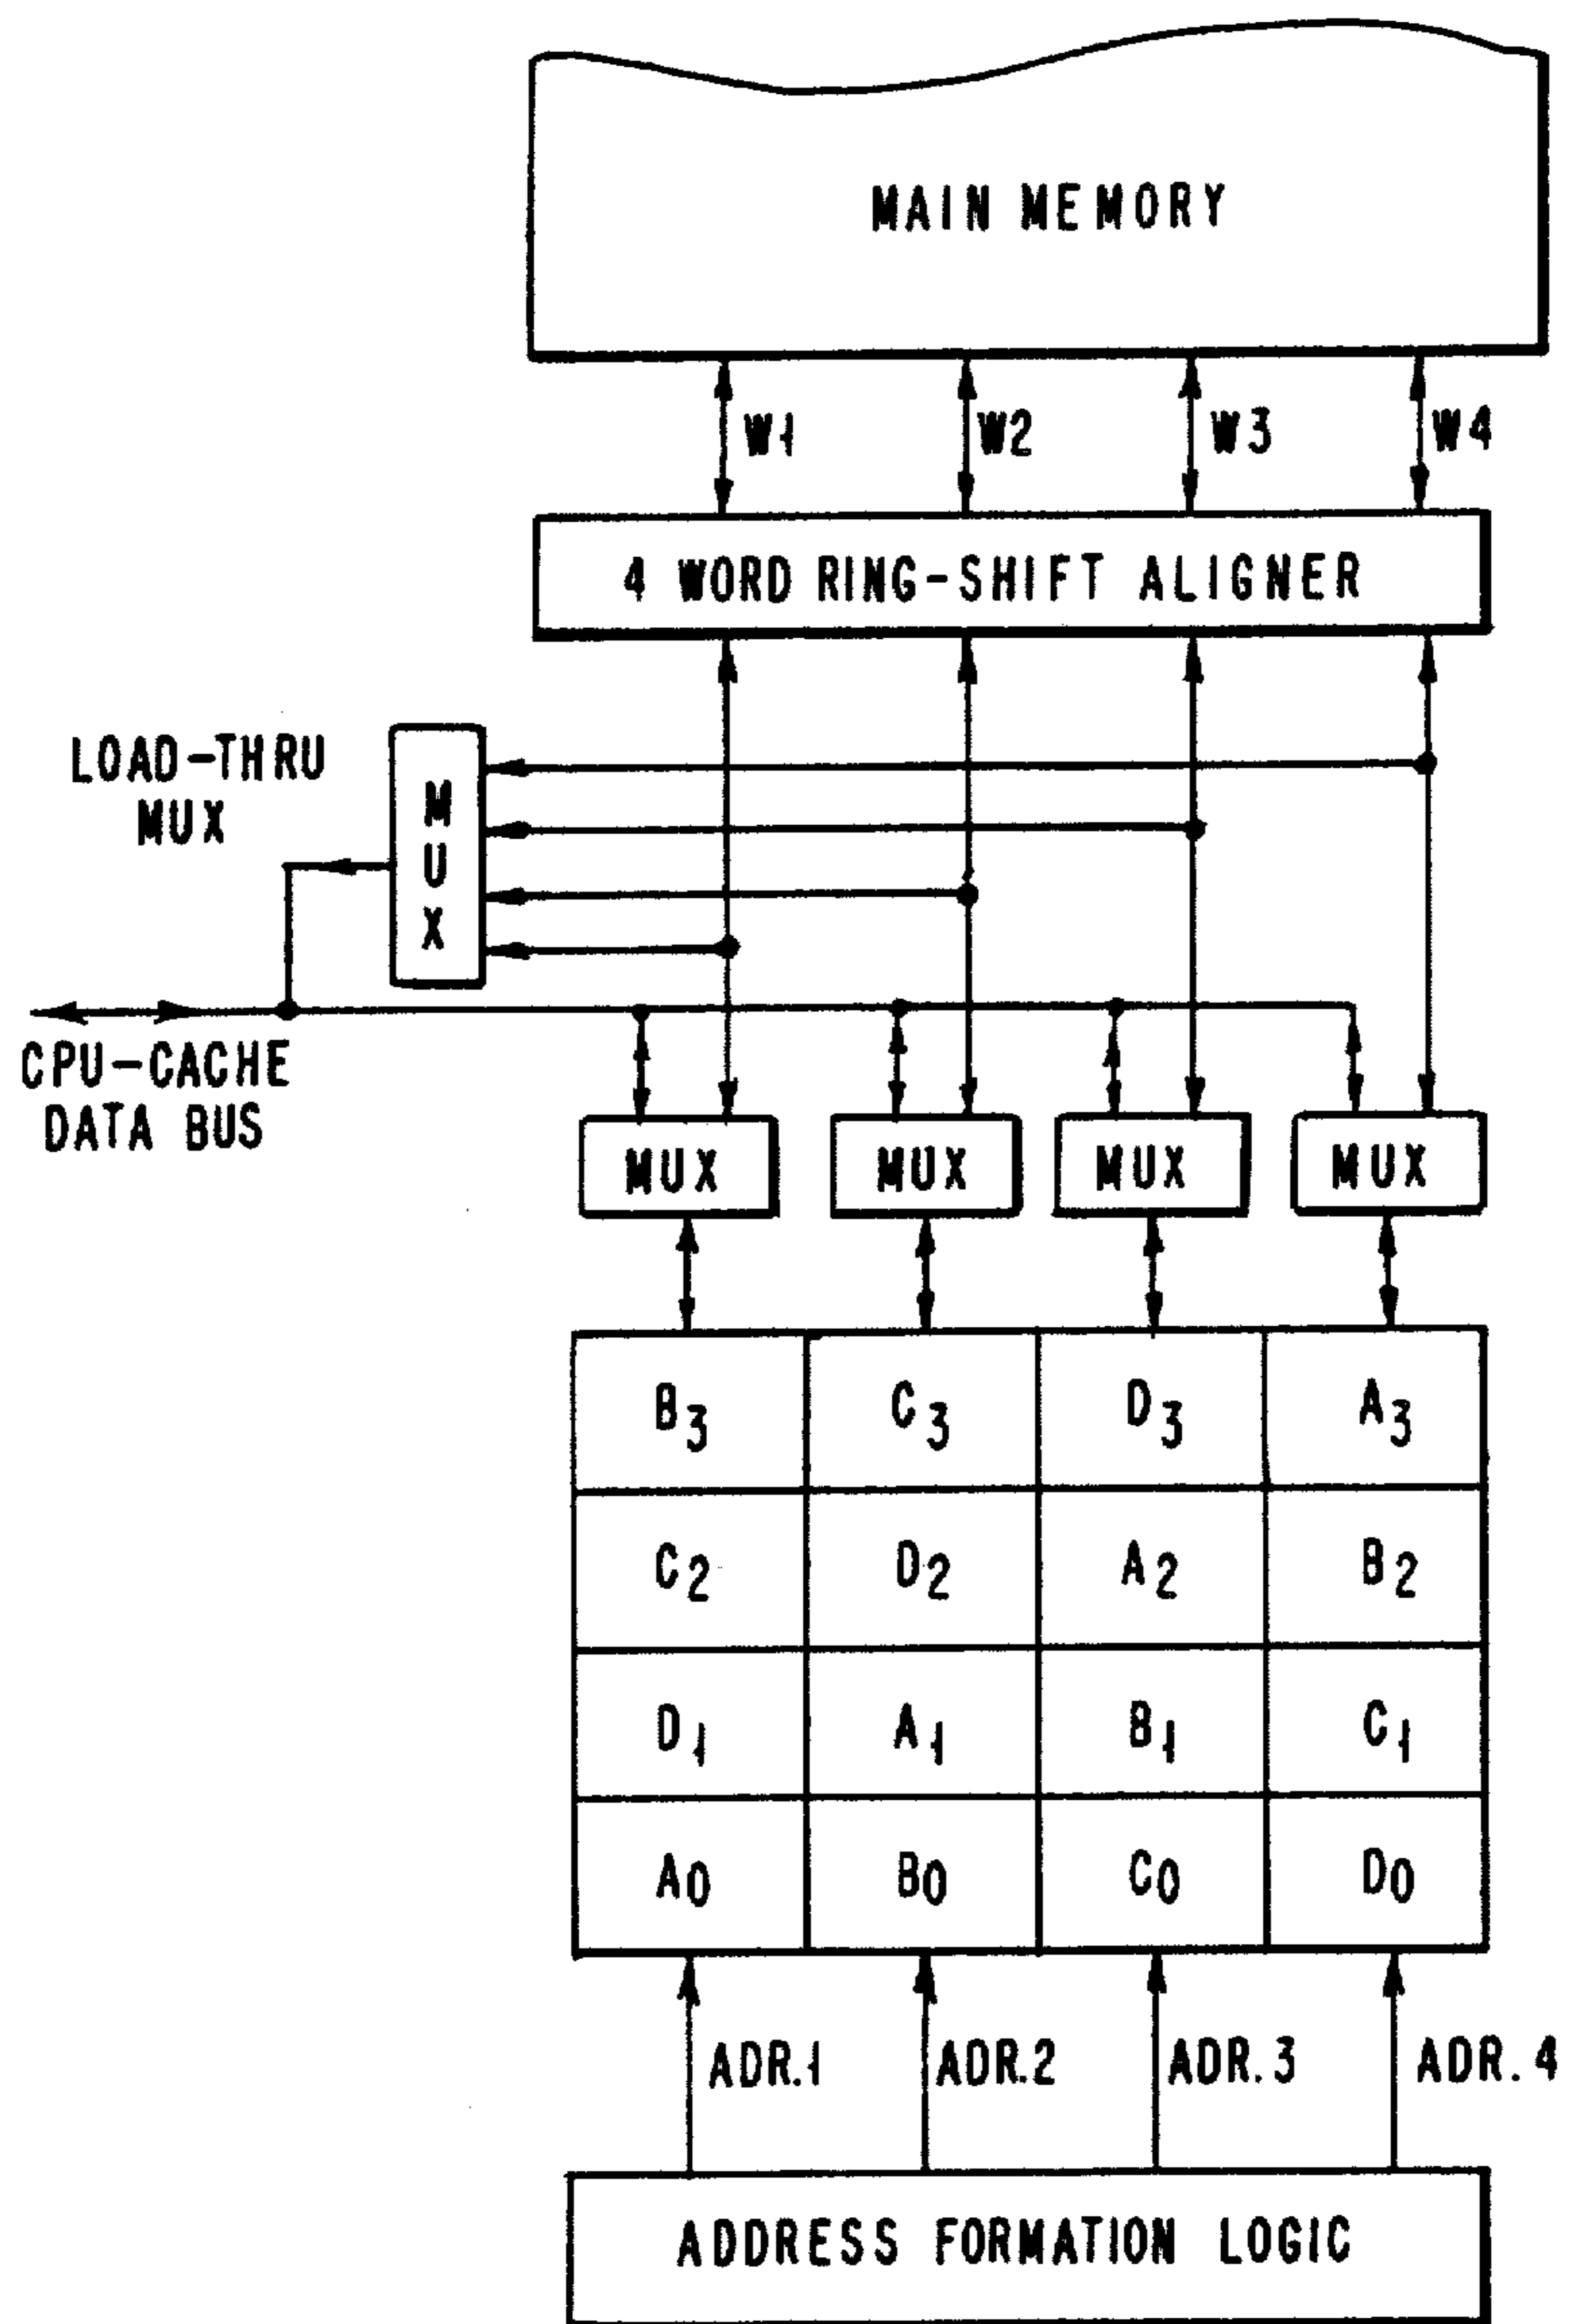 MAIN MEMORY
W1 W2 W3 W4
4 WORD RING-SHIFT ALIGNER
LOAD-THRU
MUX
MUX
CPU-CACHE
DATA BUS
MUX MUX MUX MUX
B3 C3 D3 A3
C2 D2 A2 B2
D1 A1 B1 C1
A0 B0 C0 D0
ADR.1 ADR.2 ADR.3 ADR.4
ADDRESS FORMATION LOGIC